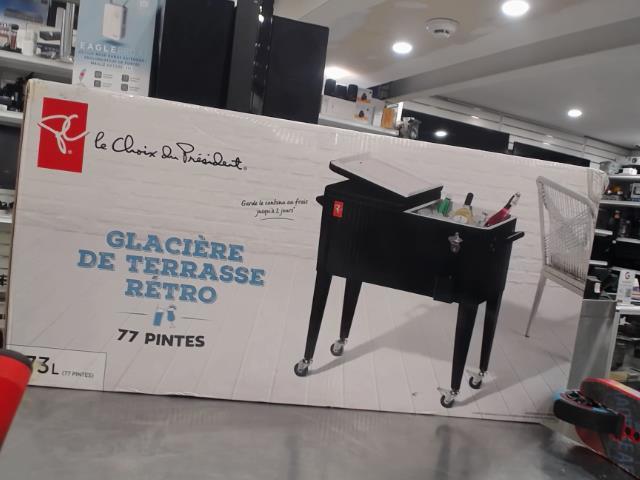 EAGLE
PC
le Choix du Président
Garde le contenu au frais
jusqu'à 2 jours
GLACIÈRE
DE TERRASSE
RÉTRO
77 PINTES
73L (77 PINTES)